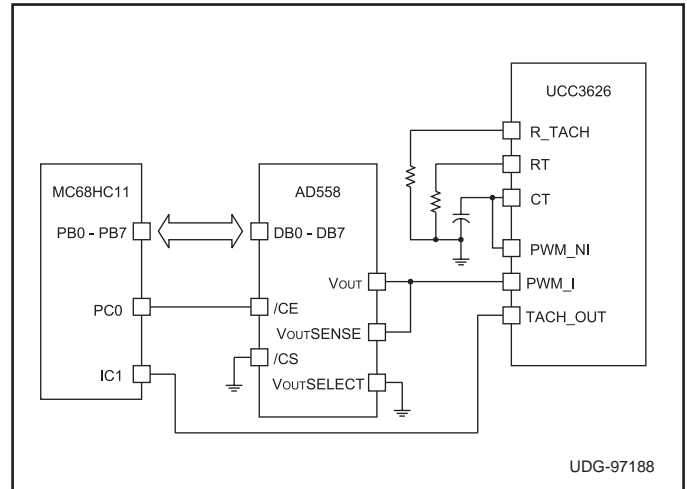 UCC3626
R_TACH
RT
CT
PWM_NI
PWM_I
TACH_OUT
MC68HC11
PB0 - PB7
PC0
IC1
AD558
DB0 - DB7
VOUT
/CE
VOUTSENSE
/CS
VOUTSELECT
UDG-97188